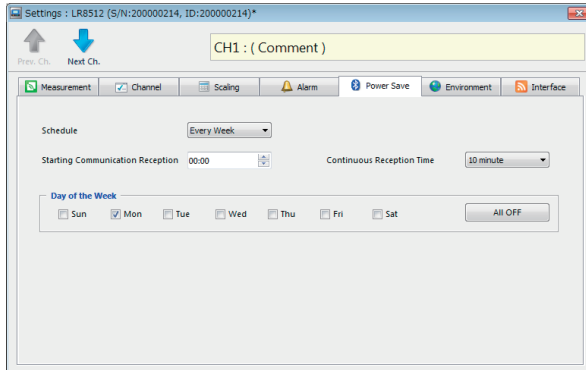 Settings : LR8512 (S/N:200000214, ID:200000214)*
Prev. Ch. Next Ch. CH1 : ( Comment )
Measurement Channel Scaling Alarm Power Save Environment Interface
Schedule Every Week
Starting Communication Reception 00:00 Continuous Reception Time 10 minute
Day of the Week
Sun Mon Tue Wed Thu Fri Sat All OFF